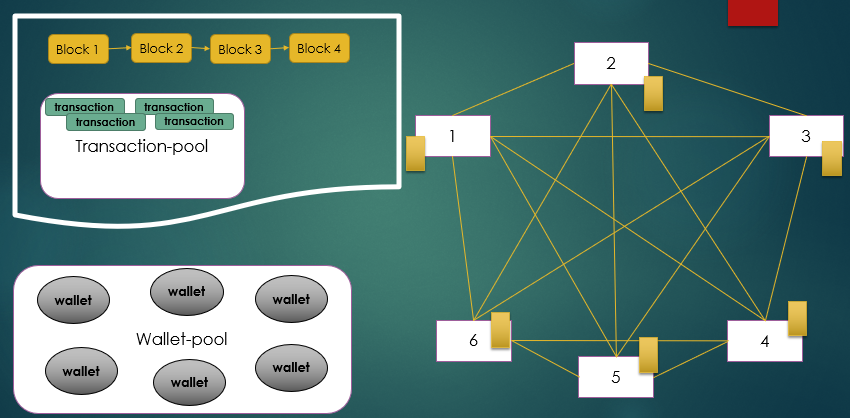 Block 1
Block 2
Block 3
Block 4
transaction
transaction
transaction
transaction
Transaction-pool
wallet
wallet
wallet
Wallet-pool
wallet
wallet
wallet
2
1
3
6
4
5